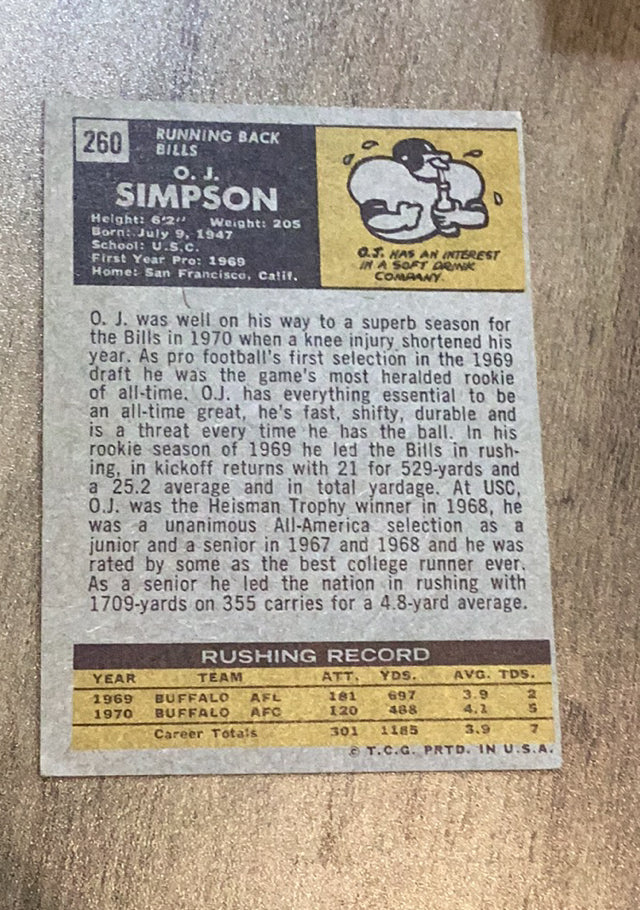 260
RUNNING BACK
BILLS
O. J.
SIMPSON
Height: 6'2" Weight: 205
Born: July 9, 1947
School: U.S.C.
First Year Pro: 1969
Home: San Francisco, Calif.
O.J. HAS AN INTEREST
IN A SOFT DRINK
COMPANY.
O. J. was well on his way to a superb season for
the Bills in 1970 when a knee injury shortened his
year. As pro football's first selection in the 1969
draft he was the game's most heralded rookie
of all-time. O.J. has everything essential to be
an all-time great, he's fast, shifty, durable and
is a threat every time he has the ball. In his
rookie season of 1969 he led the Bills in rush-
ing, in kickoff returns with 21 for 529-yards and
a 25.2 average and in total yardage. At USC,
O.J. was the Heisman Trophy winner in 1968, he
was a unanimous All-America selection as a
junior and a senior in 1967 and 1968 and he was
rated by some as the best college runner ever.
As a senior he led the nation in rushing with
1709-yards on 355 carries for a 4.8-yard average.
RUSHING RECORD
YEAR TEAM ATT. YDS. AVG. TDS.
1969 BUFFALO AFL 181 697 3.9 2
1970 BUFFALO AFC 120 488 4.1 5
Career Totals 301 1185 3.9 7
© T.C.G. PRTD. IN U.S.A.